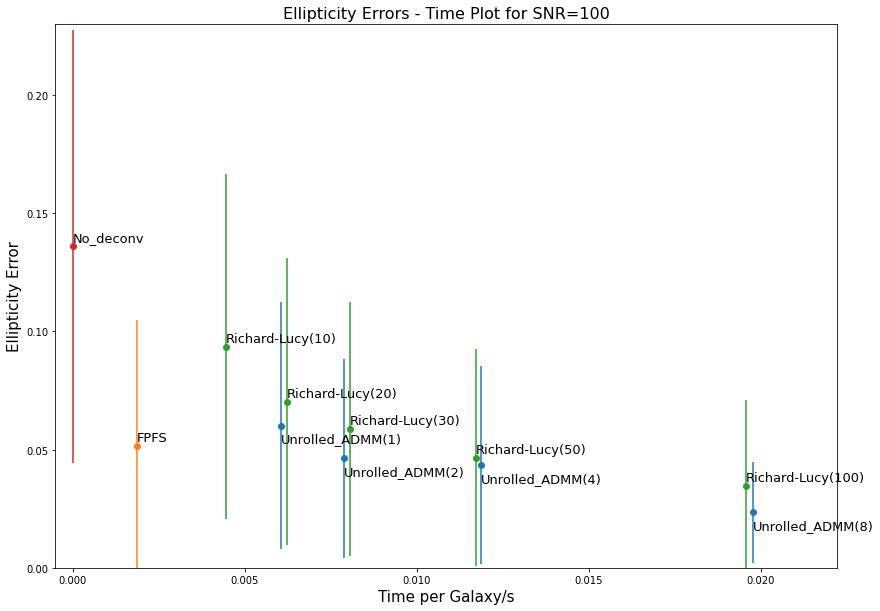 Ellipticity Errors - Time Plot for SNR=100
Ellipticity Error
0.20
0.15
0.10
0.05
0.00
No_deconv
FPFS
Richard-Lucy(10)
Richard-Lucy(20)
Unrolled_ADMM(1)
Richard-Lucy(30)
Unrolled_ADMM(2)
Richard-Lucy(50)
Unrolled_ADMM(4)
Richard-Lucy(100)
Unrolled_ADMM(8)
0.000
0.005
0.010
0.015
0.020
Time per Galaxy/s